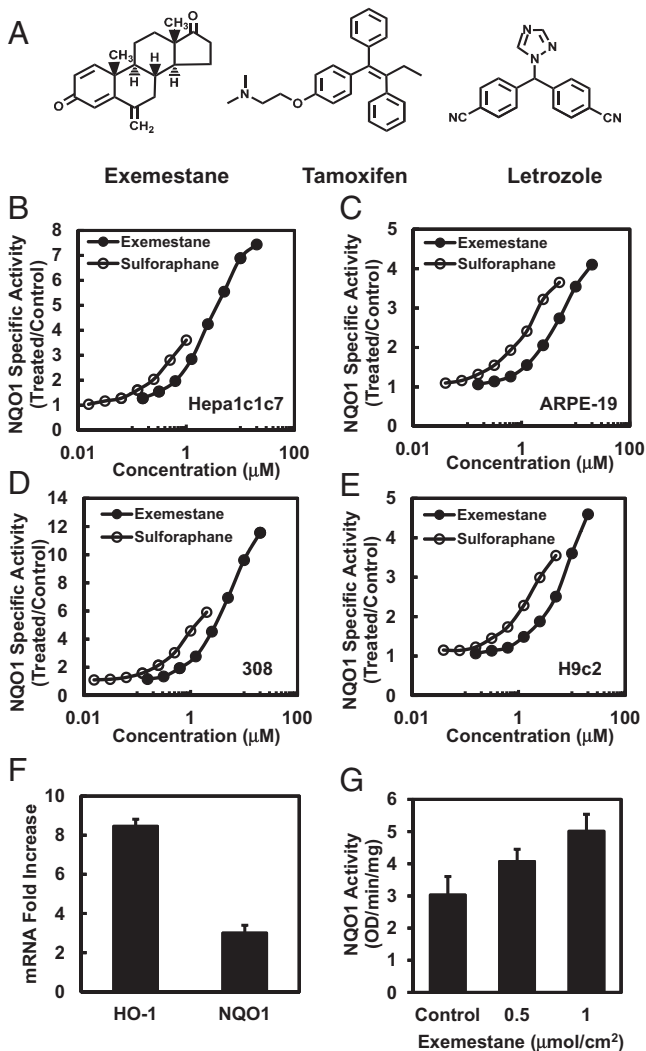 A
CH3
O
CH3
H
H
H
O
CH2
N
O
N
N
N
NC
CN
Exemestane
Tamoxifen
Letrozole
B
NQO1 Specific Activity
(Treated/Control)
8
7
6
5
4
3
2
1
0
Exemestane
Sulforaphane
Hepa1c1c7
0.01
1
100
Concentration (μM)
C
NQO1 Specific Activity
(Treated/Control)
5
4
3
2
1
0
Exemestane
Sulforaphane
ARPE-19
0.01
1
100
Concentration (μM)
D
NQO1 Specific Activity
(Treated/Control)
14
12
10
8
6
4
2
0
Exemestane
Sulforaphane
308
0.01
1
100
Concentration (μM)
E
NQO1 Specific Activity
(Treated/Control)
5
4
3
2
1
0
Exemestane
Sulforaphane
H9c2
0.01
1
100
Concentration (μM)
F
mRNA Fold Increase
10
8
6
4
2
0
HO-1
NQO1
G
NQO1 Activity
(OD/min/mg)
6
5
4
3
2
1
0
Control
0.5
1
Exemestane (μmol/cm²)